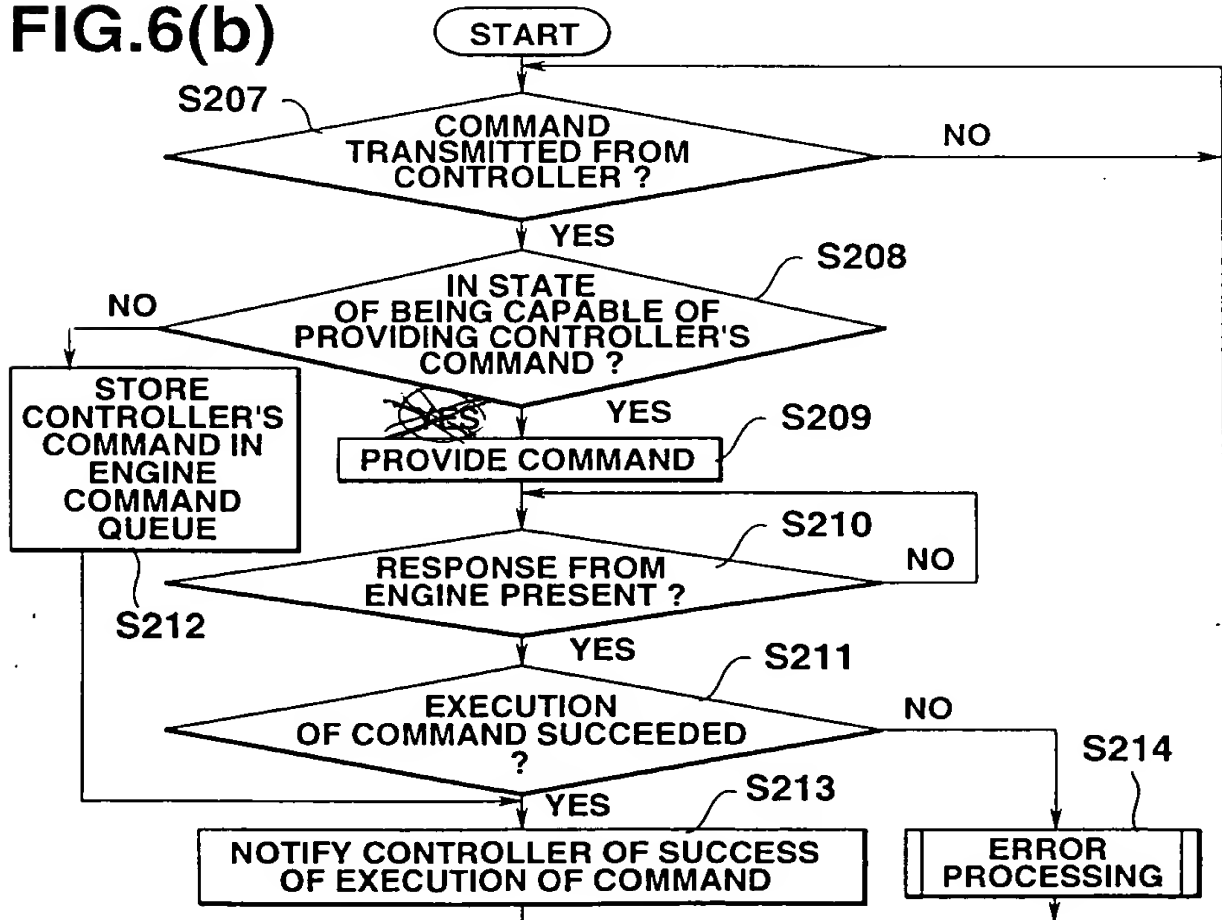 FIG.6(b)
START
S207
COMMAND
TRANSMITTED FROM
CONTROLLER ?
NO
YES
S208
IN STATE
OF BEING CAPABLE OF
PROVIDING CONTROLLER'S
COMMAND ?
NO
STORE
CONTROLLER'S
COMMAND IN
ENGINE
COMMAND
QUEUE
S212
YES
YES
S209
PROVIDE COMMAND
S210
RESPONSE FROM
ENGINE PRESENT ?
NO
YES
S211
EXECUTION
OF COMMAND SUCCEEDED
?
NO
YES
S213
NOTIFY CONTROLLER OF SUCCESS
OF EXECUTION OF COMMAND
S214
ERROR
PROCESSING